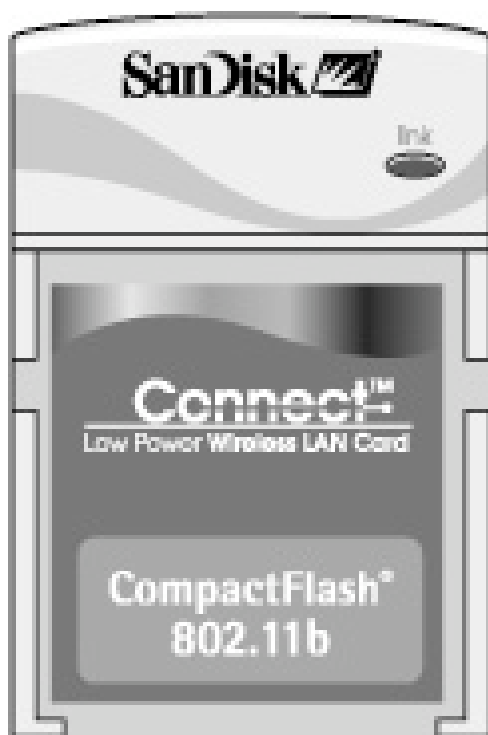 SanDisk
link
Connect™
Low Power Wireless LAN Card
CompactFlash®
802.11b